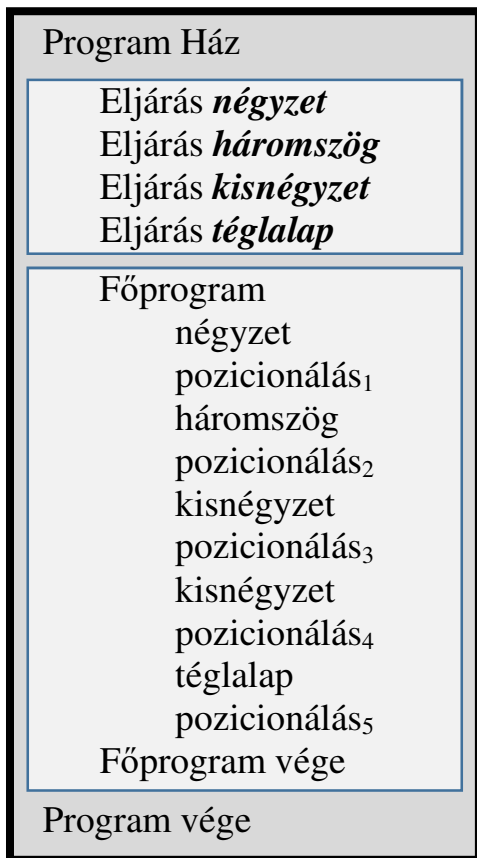 Program Ház
Eljárás négyzet
Eljárás háromszög
Eljárás kisnégyzet
Eljárás téglalap
Főprogram
négyzet
pozicionálás₁
háromszög
pozicionálás₂
kisnégyzet
pozicionálás₃
kisnégyzet
pozicionálás₄
téglalap
pozicionálás₅
Főprogram vége
Program vége